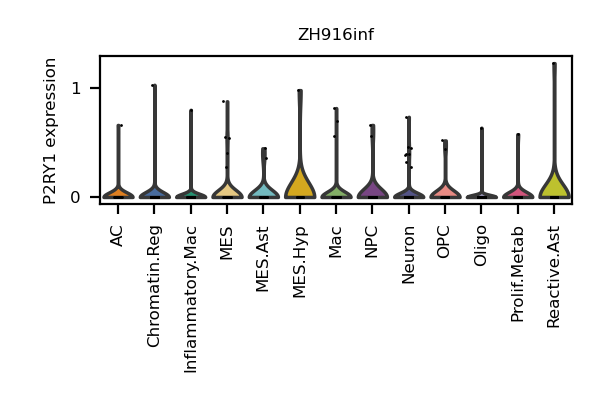 ZH916inf
P2RY1 expression
1
0
AC
Chromatin.Reg
Inflammatory.Mac
MES
MES.Ast
MES.Hyp
Mac
NPC
Neuron
OPC
Oligo
Prolif.Metab
Reactive.Ast